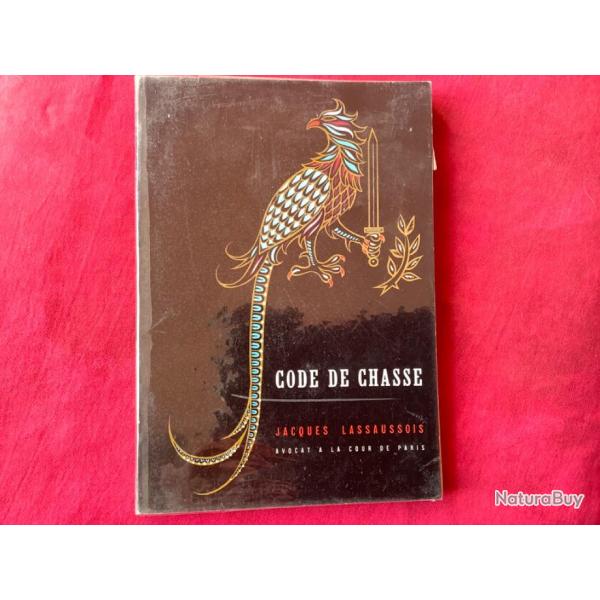 CODE DE CHASSE
JACQUES LASSAUSSOIS
AVOCAT A LA COUR DE PARIS
NaturaBuy